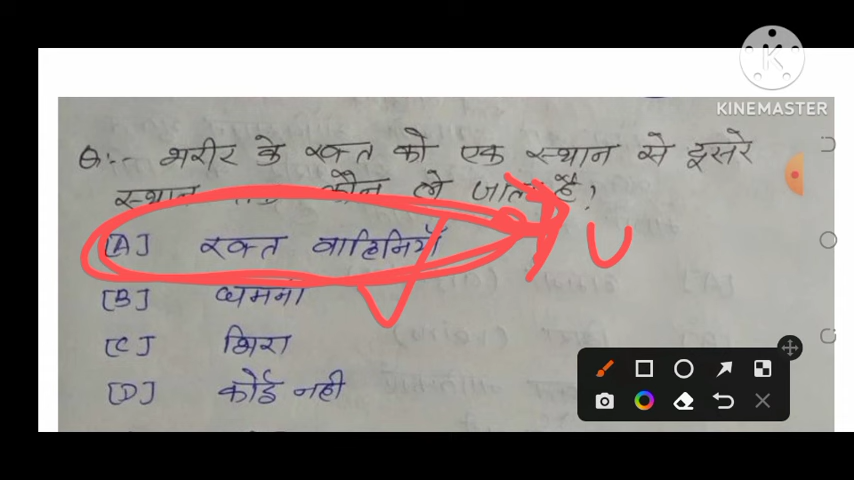 KINEMASTER
Q:- शरीर के रक्त को एक स्थान से दुसरे
स्थान कौन ले जाता है?
[A] रक्त वाहिनियाँ
[B] धमनी
[C] शिरा
[D] कोई नही